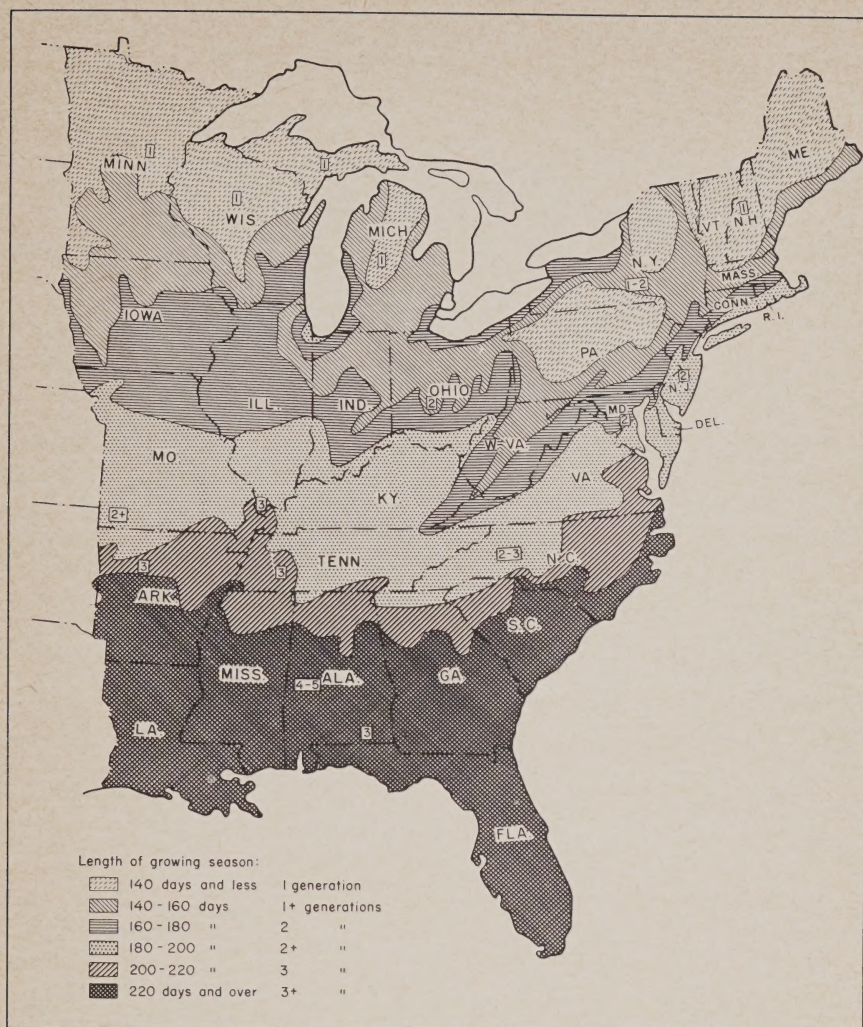 ME
1
MINN
1
1
WIS
VT.
N.H
1
MICH
1
N.Y.
1-2
MASS.
CONN.
R.I.
IOWA
PA
N.J.
2
ILL.
IND.
OHIO
2
MD.
2
DEL.
W-VA
MO.
KY
VA
2+
3
TENN.
2-3
N.C.
3
3
ARK.
S.C.
MISS.
4-5
ALA.
GA.
LA.
3
FLA.
Length of growing season:
140 days and less 1 generation
140-160 days 1+ generations
160-180 " 2 "
180-200 " 2+ "
200-220 " 3 "
220 days and over 3+ "